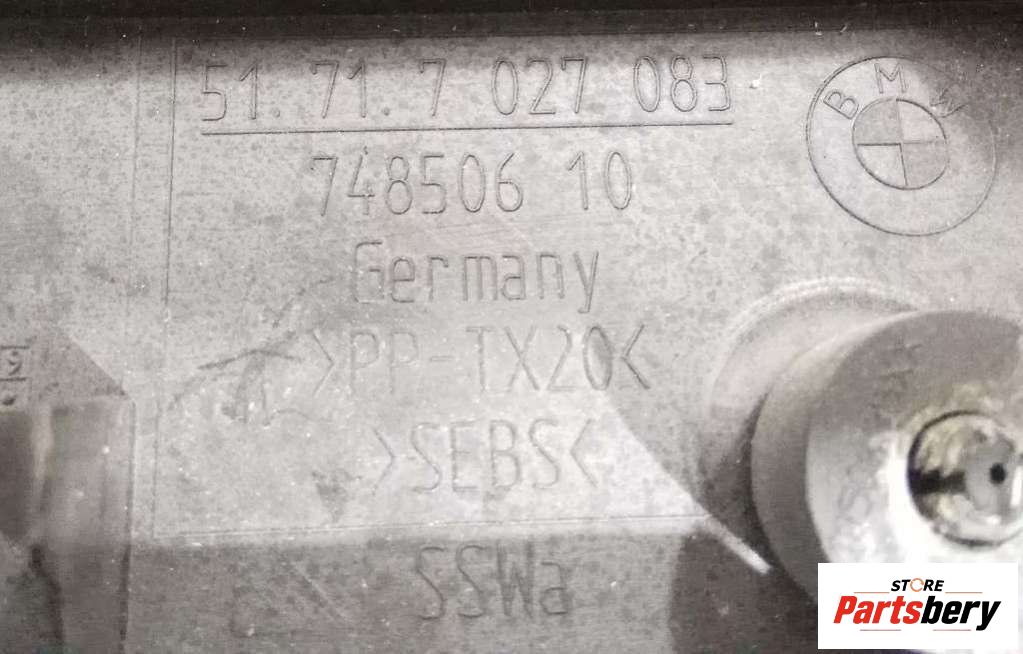 51. 71. 7 027 083
BMW
748506 10
Germany
>PP-TX20<
>SEBS<
SSWa
STORE
Partsbery